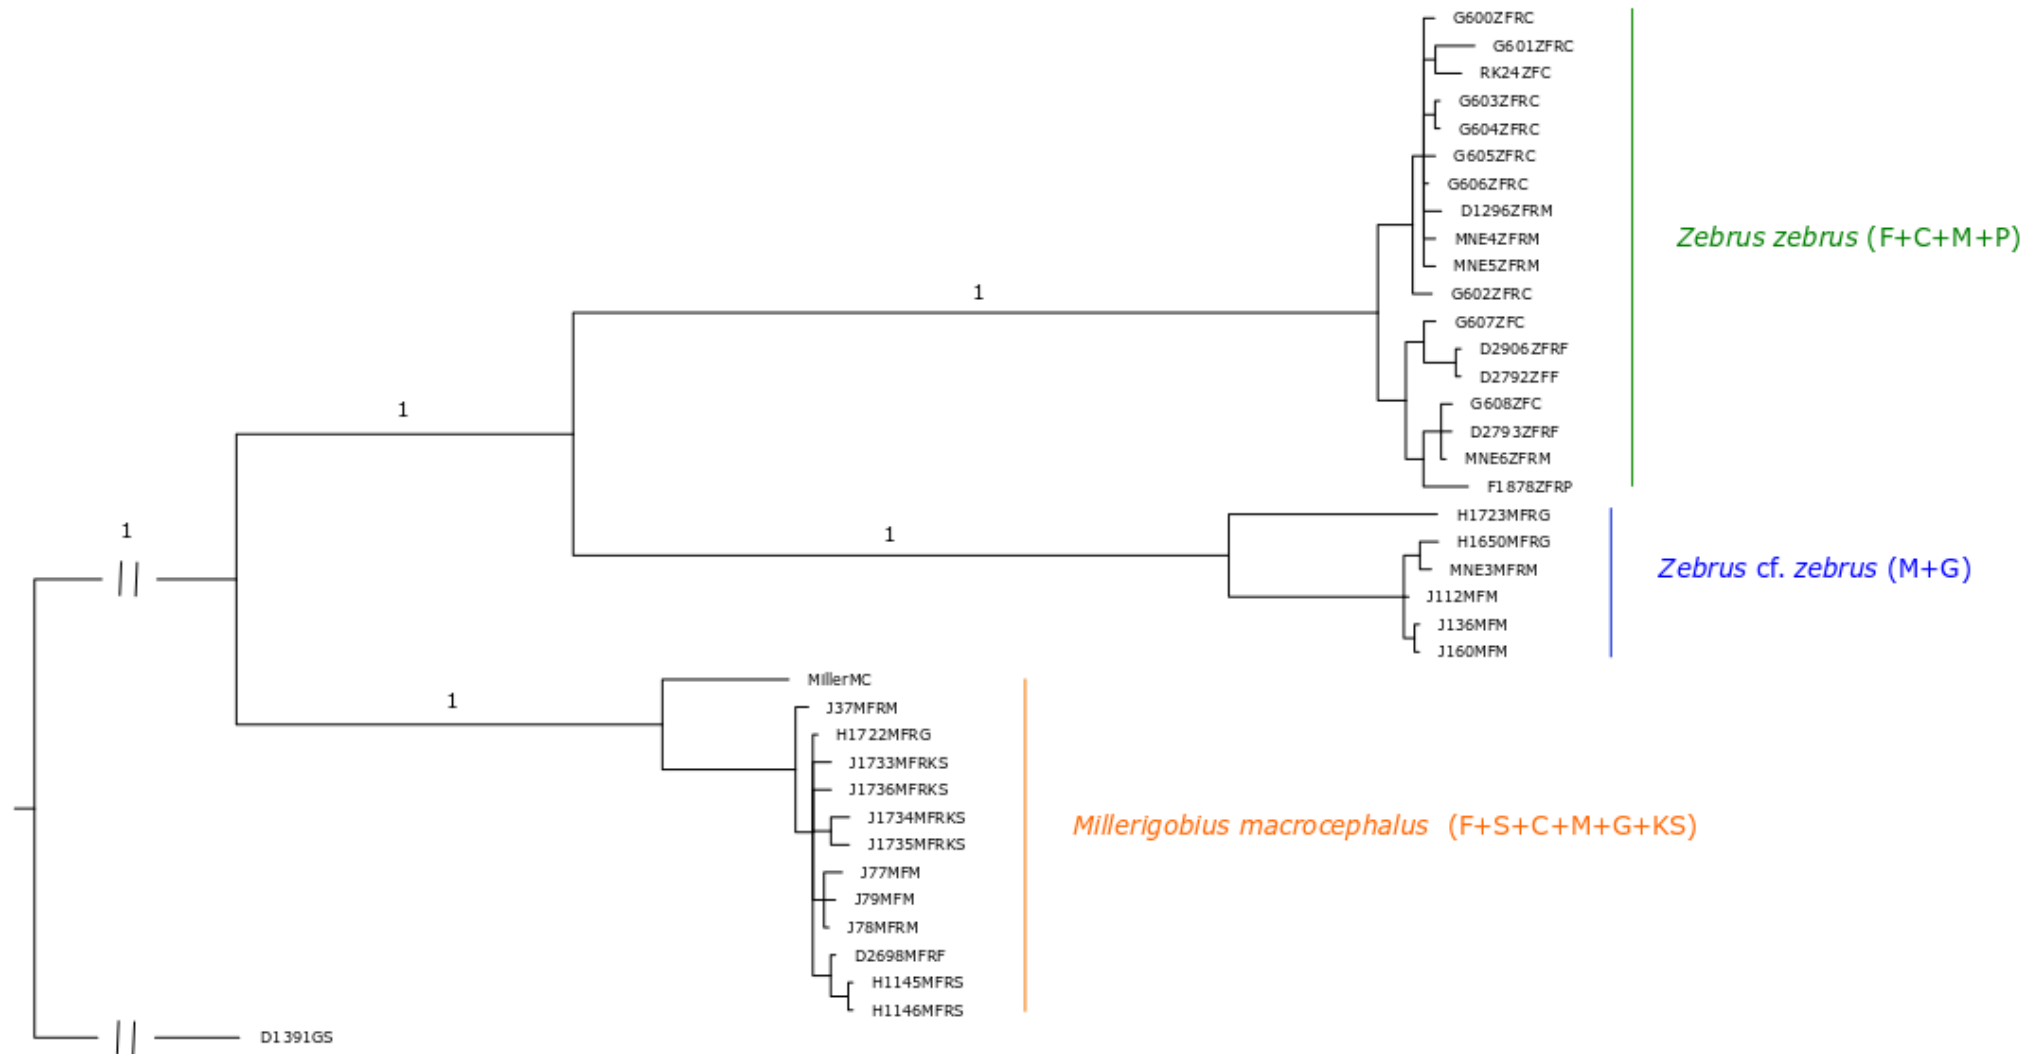 G600ZFRC
G601ZFRC
RK24ZFC
G603ZFRC
G604ZFRC
G605ZFRC
G606ZFRC
D1296ZFRM
MNE4ZFRM
Zebrus zebrus (F+C+M+P)
MNE5ZFRM
1
G602ZFRC
G607ZFC
D2906ZFRF
D2792ZFF
1
G608ZFC
D2793ZFRF
MNE6ZFRM
F1878ZFRP
H1723MFRG
1
1
H1650MFRG
MNE3MFRM
Zebrus cf. zebrus (M+G)
J112MFM
J136MFM
J160MFM
MillerMC
1
J37MFRM
H1722MFRG
J1733MFRKS
J1736MFRKS
J1734MFRKS
Millerigobius macrocephalus (F+S+C+M+G+KS)
J1735MFRKS
J77MFM
J79MFM
J78MFRM
D2698MFRF
H1145MFRS
H1146MFRS
D1391GS